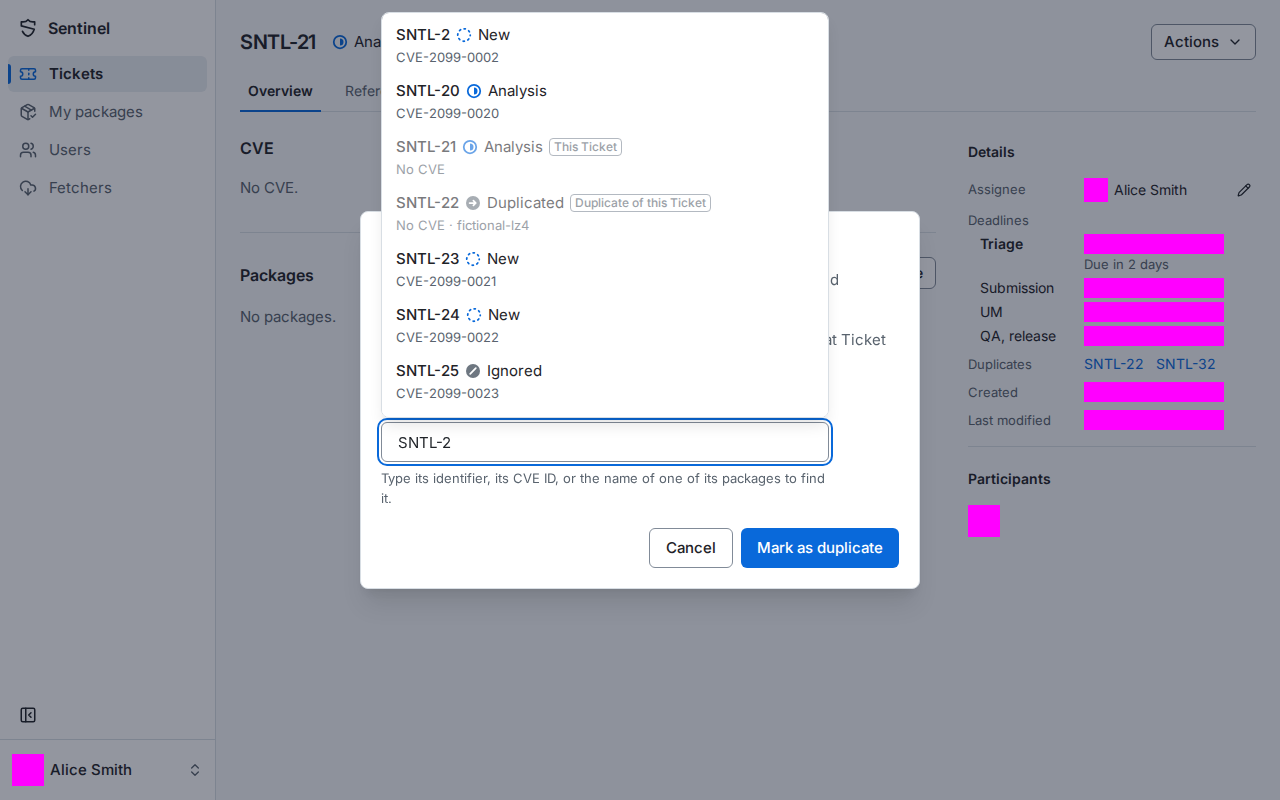 Sentinel
Tickets
My packages
Users
Fetchers
Alice Smith
SNTL-21
Actions
Overview
CVE
No CVE.
Packages
No packages.
SNTL-2 New
CVE-2099-0002
SNTL-20 Analysis
CVE-2099-0020
SNTL-21 Analysis This Ticket
No CVE
SNTL-22 Duplicated Duplicate of this Ticket
No CVE · fictional-lz4
SNTL-23 New
CVE-2099-0021
SNTL-24 New
CVE-2099-0022
SNTL-25 Ignored
CVE-2099-0023
Ticket
SNTL-2
Type its identifier, its CVE ID, or the name of one of its packages to find
it.
Cancel
Mark as duplicate
Details
Assignee Alice Smith
Deadlines
Triage
Due in 2 days
Submission
UM
QA, release
Duplicates SNTL-22 SNTL-32
Created
Last modified
Participants